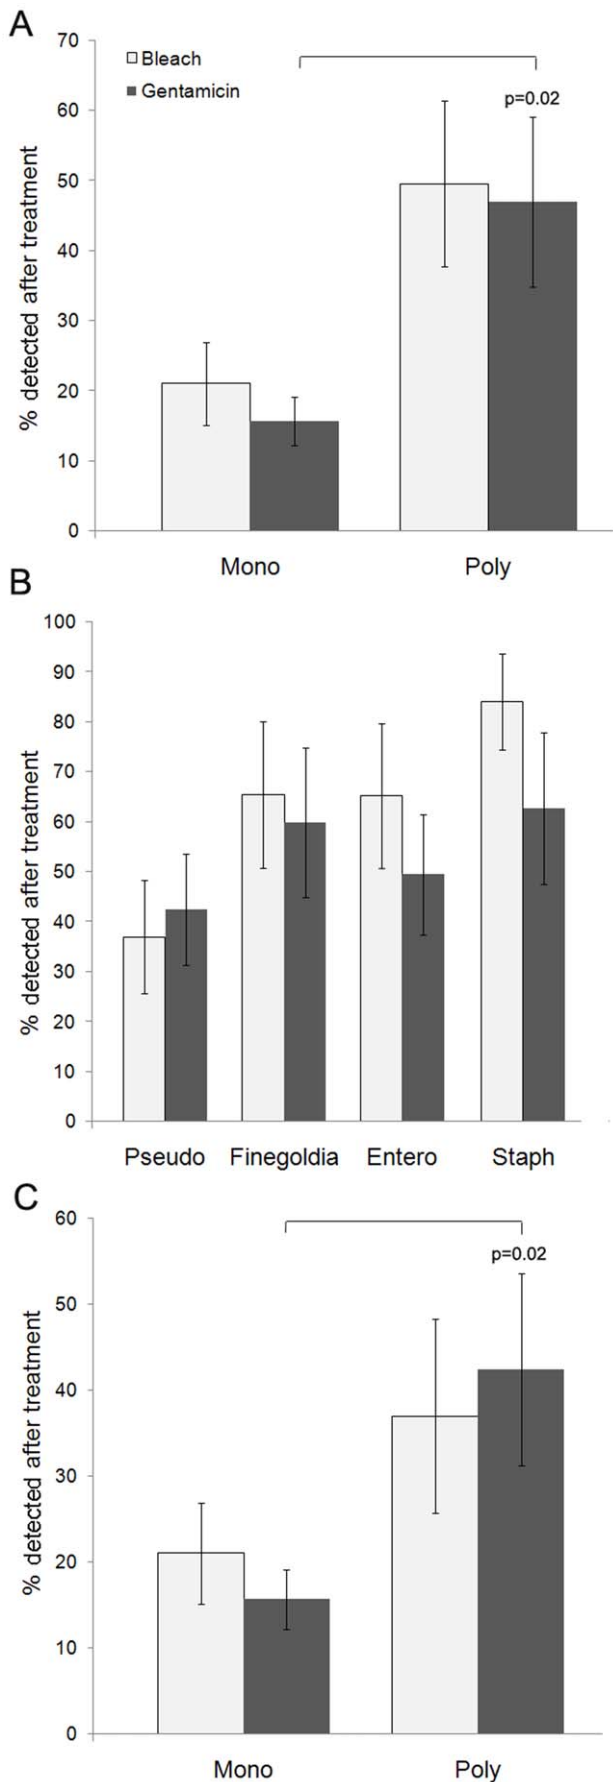 A
% detected after treatment
70
60
50
40
30
20
10
0
Bleach
Gentamicin
p=0.02
Mono Poly
B
% detected after treatment
100
90
80
70
60
50
40
30
20
10
0
Pseudo Finegoldia Entero Staph
C
% detected after treatment
60
50
40
30
20
10
0
p=0.02
Mono Poly